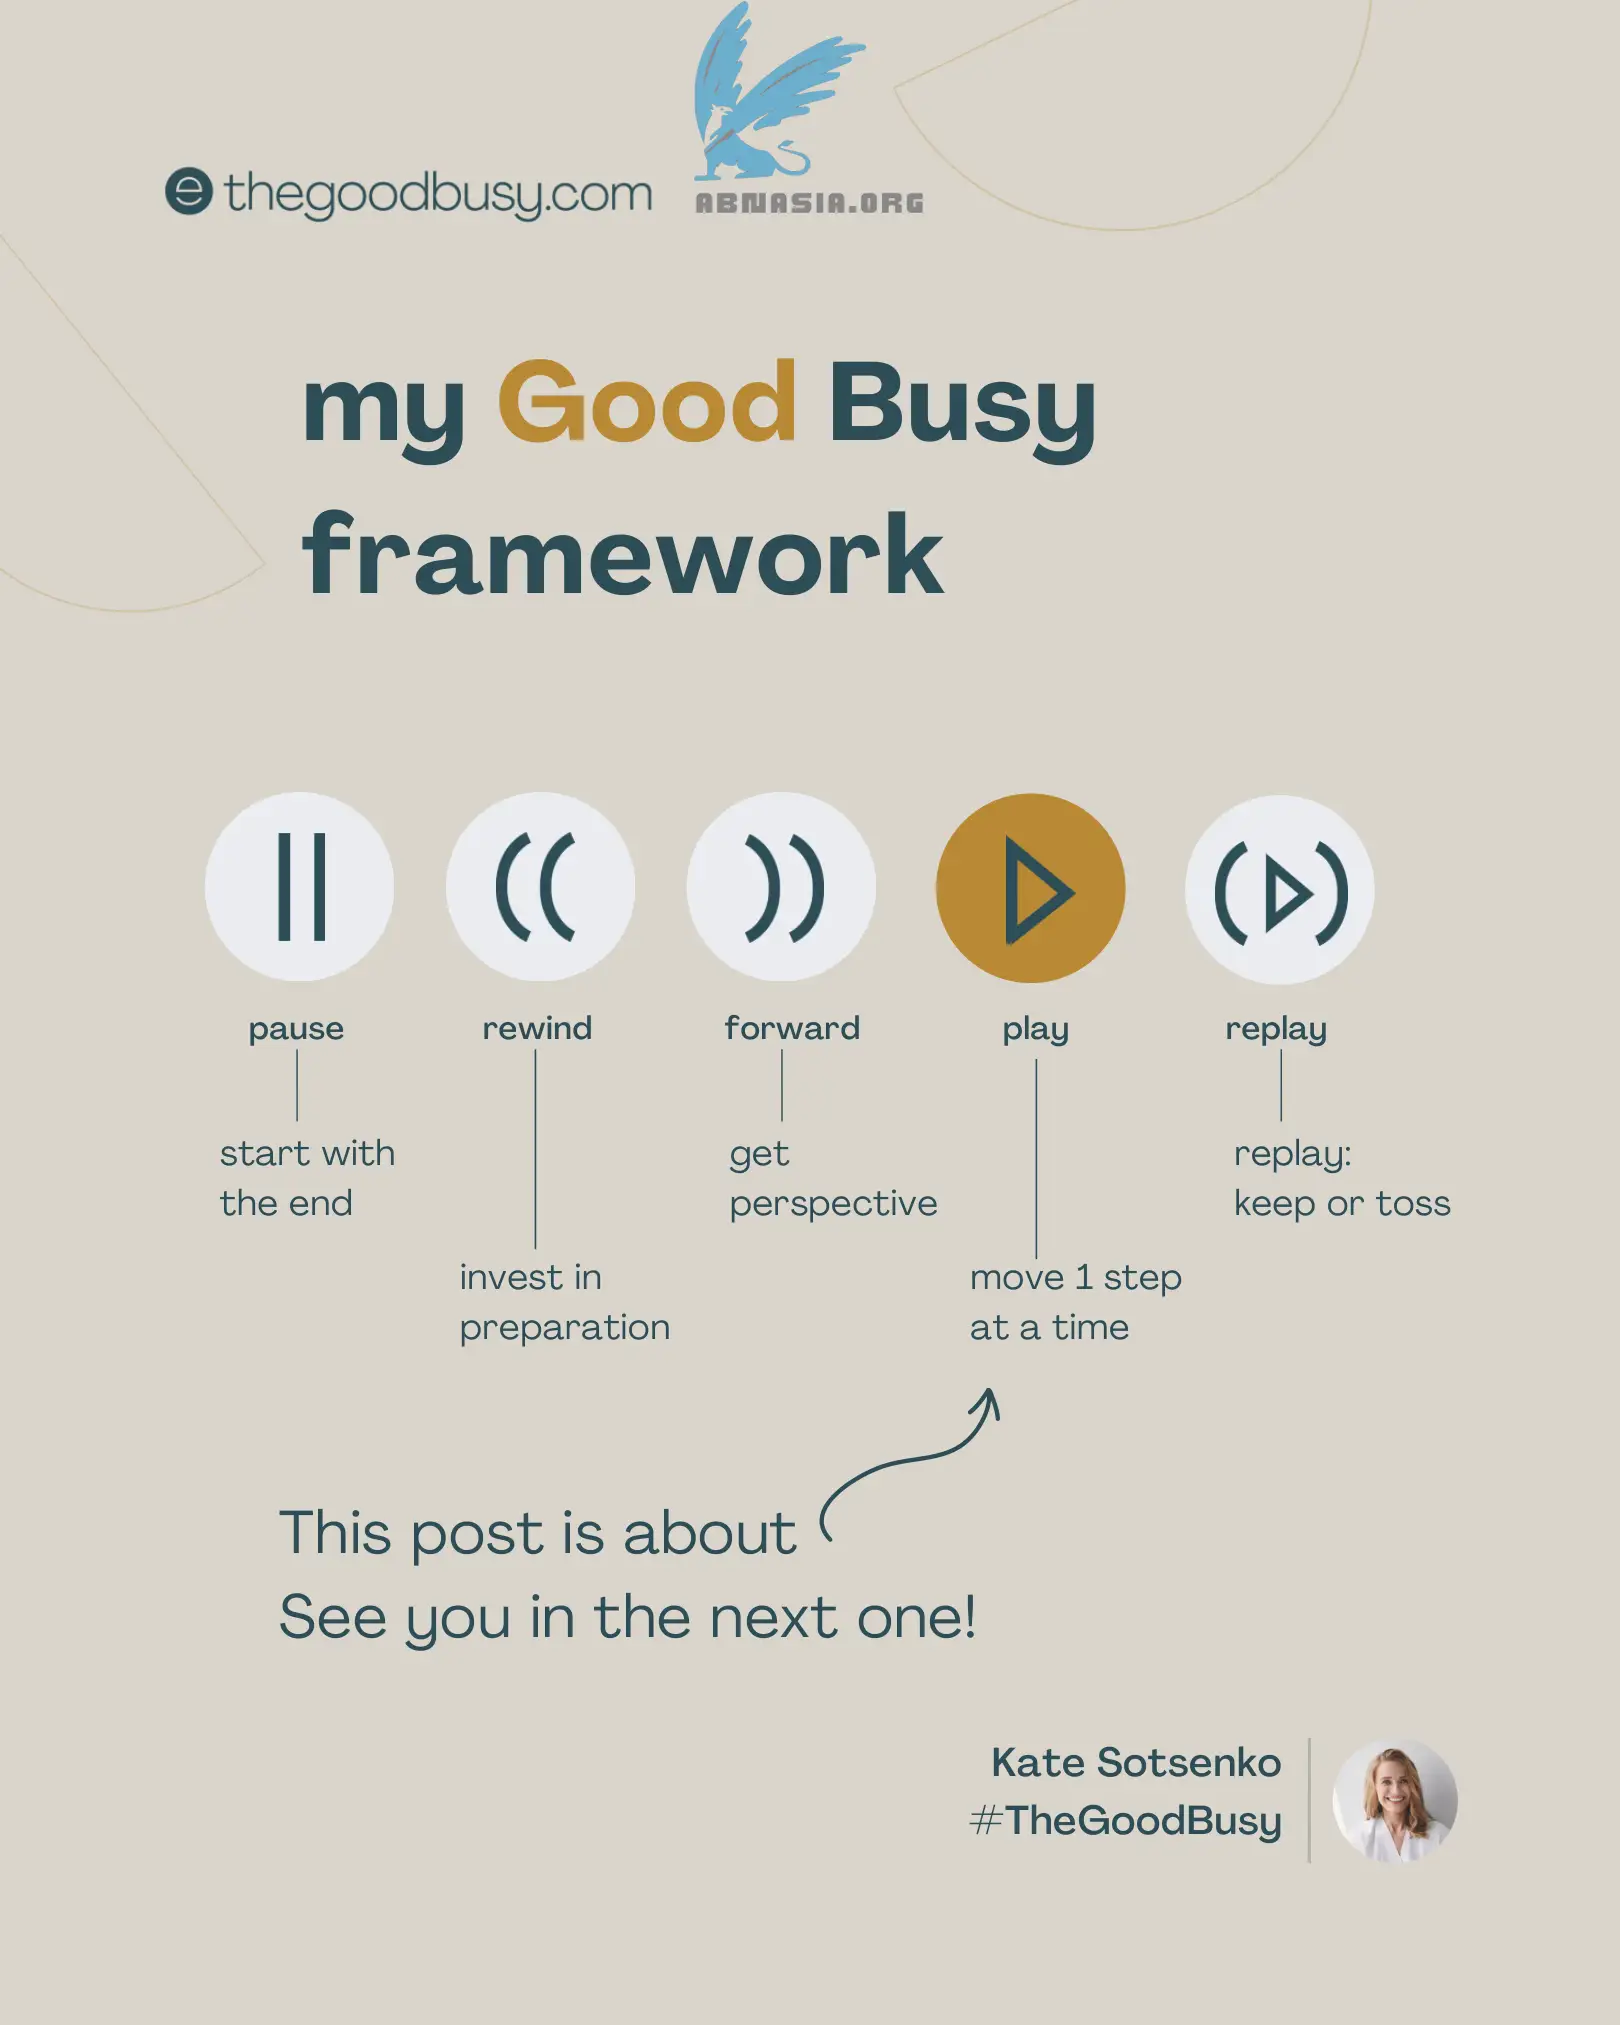 thegoodbusy.com
ABNASIA.ORG
my Good Busy
framework
pause
rewind
forward
play
replay
start with
the end
invest in
preparation
get
perspective
move 1 step
at a time
replay:
keep or toss
This post is about
See you in the next one!
Kate Sotsenko
#TheGoodBusy